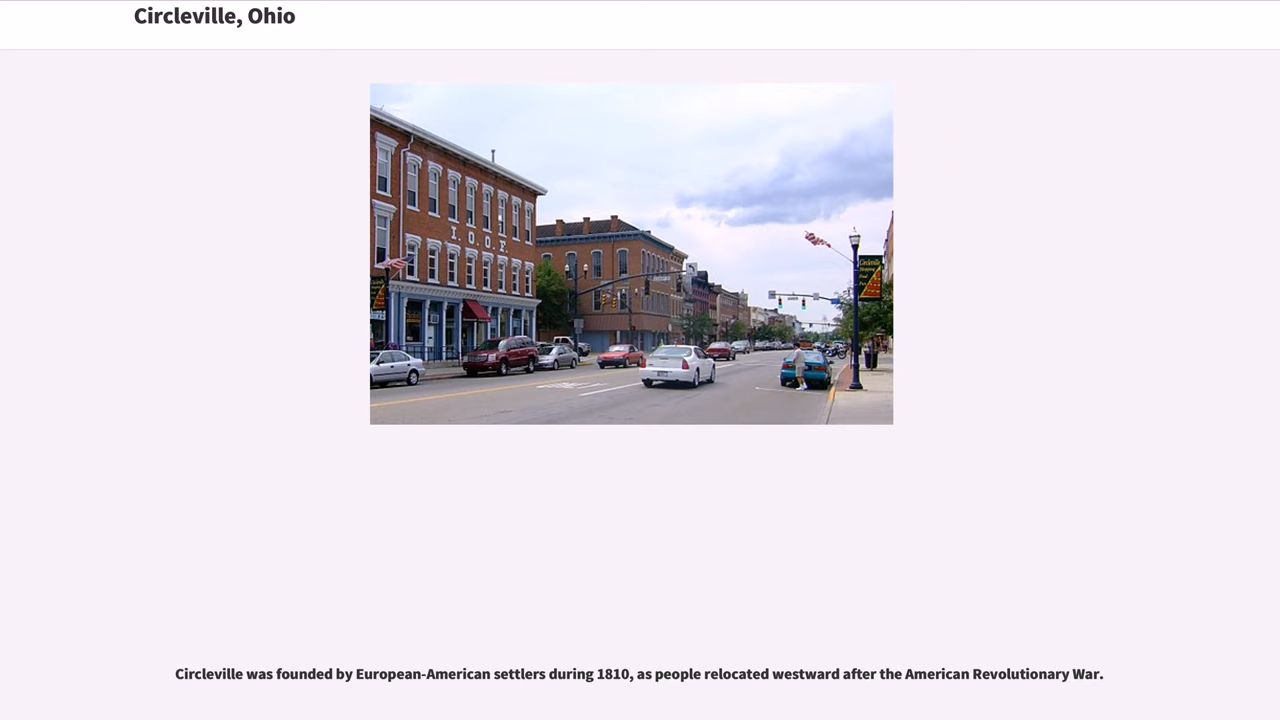 Circleville, Ohio
I. O. O. F.
Circleville
Circleville was founded by European-American settlers during 1810, as people relocated westward after the American Revolutionary War.